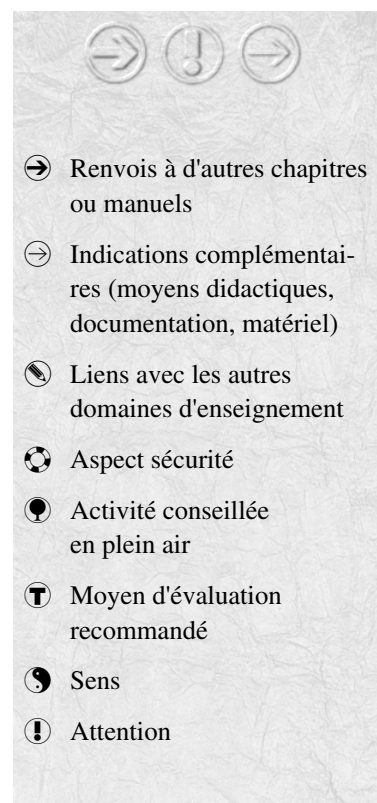 Renvois à d'autres chapitres
ou manuels
Indications complémentai-
res (moyens didactiques,
documentation, matériel)
Liens avec les autres
domaines d'enseignement
Aspect sécurité
Activité conseillée
en plein air
T Moyen d'évaluation
recommandé
Sens
! Attention